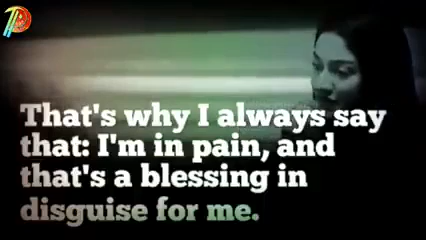 That's why I always say
that: I'm in pain, and
that's a blessing in
disguise for me.